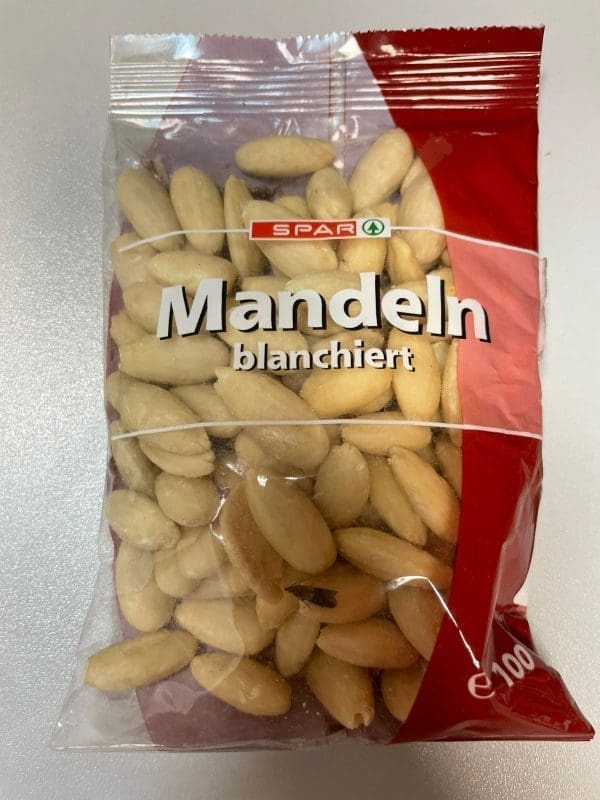 SPAR
Mandeln
blanchiert
℮ 100